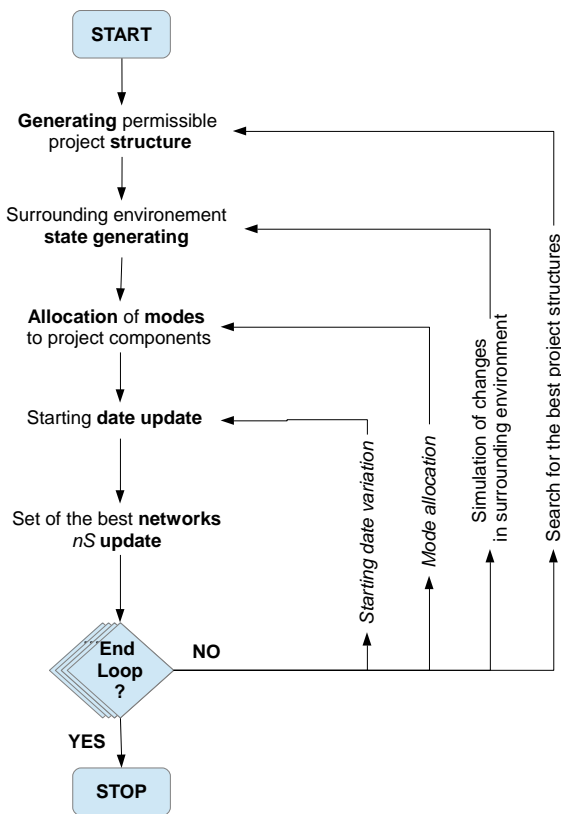 START
Generating permissible
project structure
Surrounding environement
state generating
Allocation of modes
to project components
Starting date update
Set of the best networks
nS update
End
Loop
?
NO
YES
STOP
Starting date variation
Mode allocation
Simulation of changes
in surrounding environment
Search for the best project structures